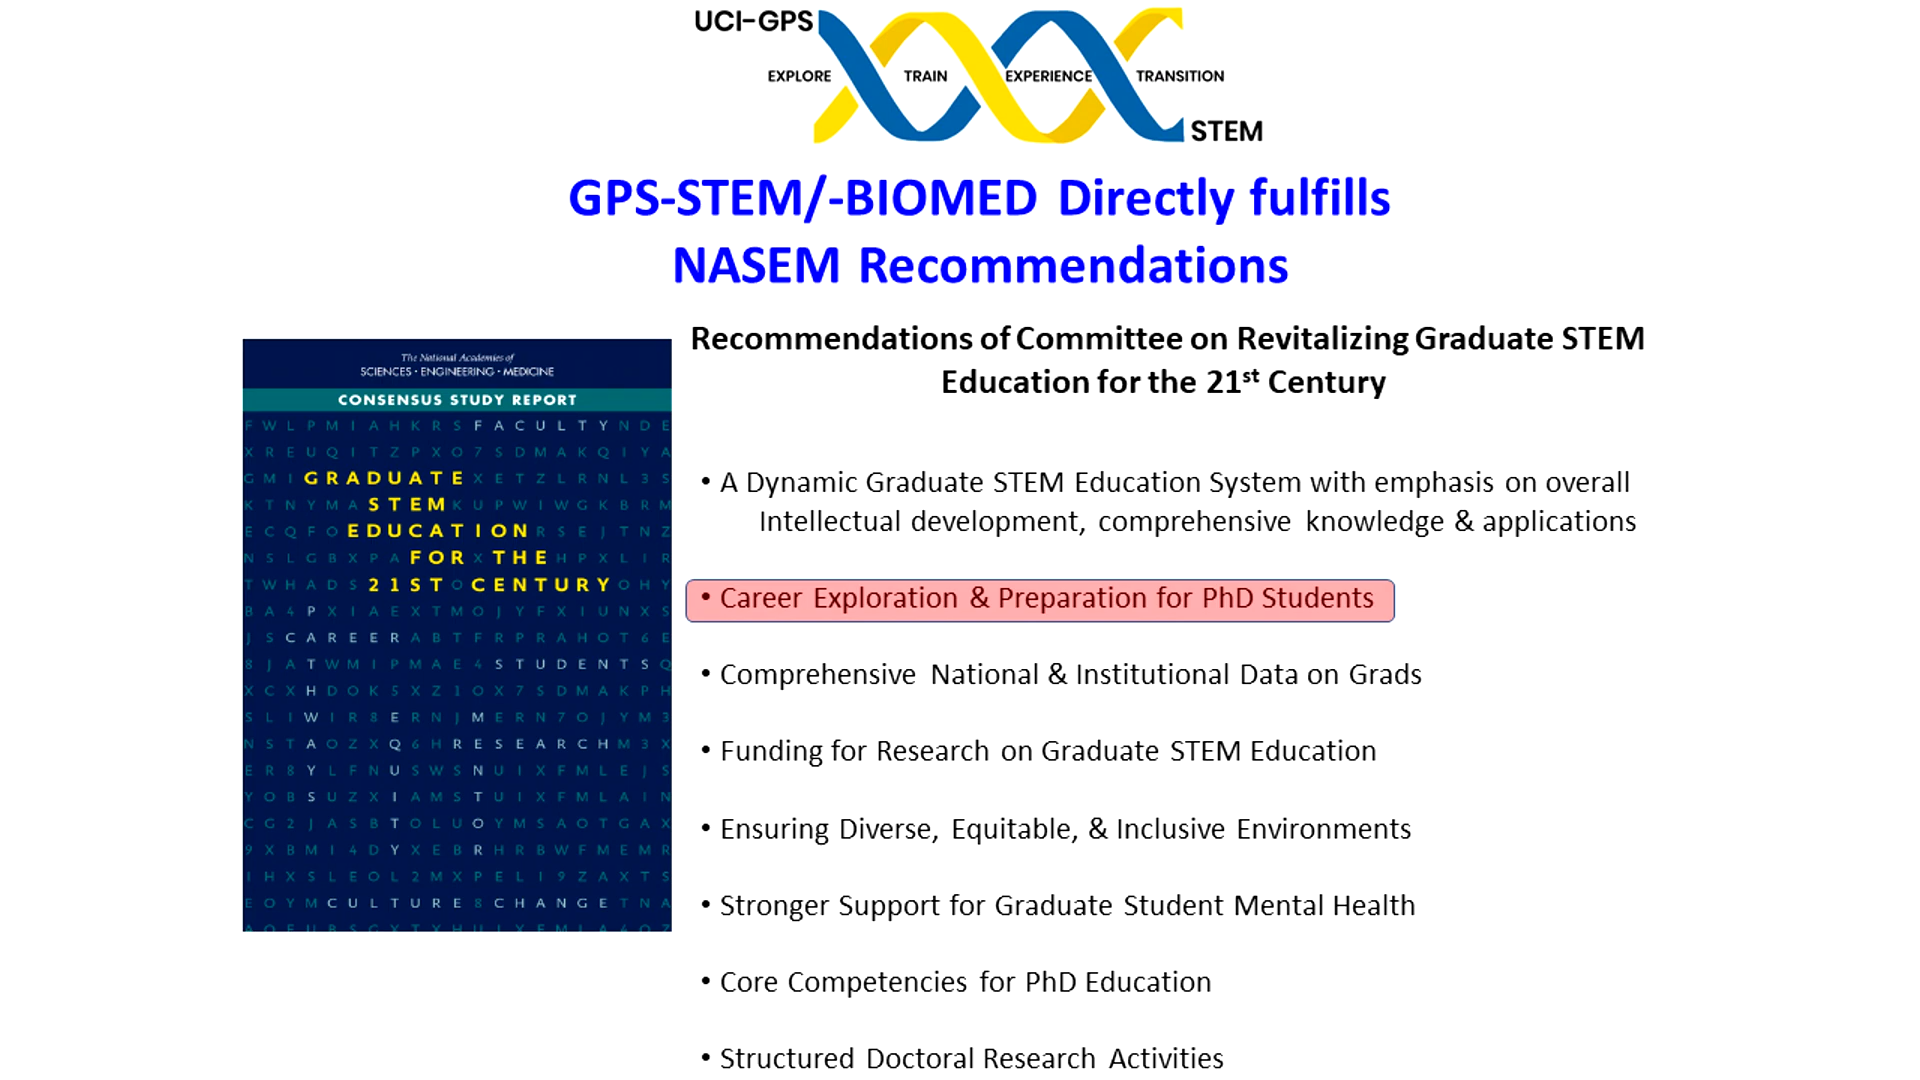 UCI-GPS
EXPLORE TRAIN EXPERIENCE TRANSITION
STEM
GPS-STEM/-BIOMED Directly fulfills
NASEM Recommendations
The National Academies of
SCIENCES • ENGINEERING • MEDICINE
CONSENSUS STUDY REPORT
FACULTY
GRADUATE
STEM
EDUCATION
FOR THE
21ST CENTURY
CAREER
STUDENTS
PATHWAYS
EQUITY
MENTOR
RESEARCH
CULTURE CHANGE
Recommendations of Committee on Revitalizing Graduate STEM
Education for the 21st Century
• A Dynamic Graduate STEM Education System with emphasis on overall
Intellectual development, comprehensive knowledge & applications
• Career Exploration & Preparation for PhD Students
• Comprehensive National & Institutional Data on Grads
• Funding for Research on Graduate STEM Education
• Ensuring Diverse, Equitable, & Inclusive Environments
• Stronger Support for Graduate Student Mental Health
• Core Competencies for PhD Education
• Structured Doctoral Research Activities